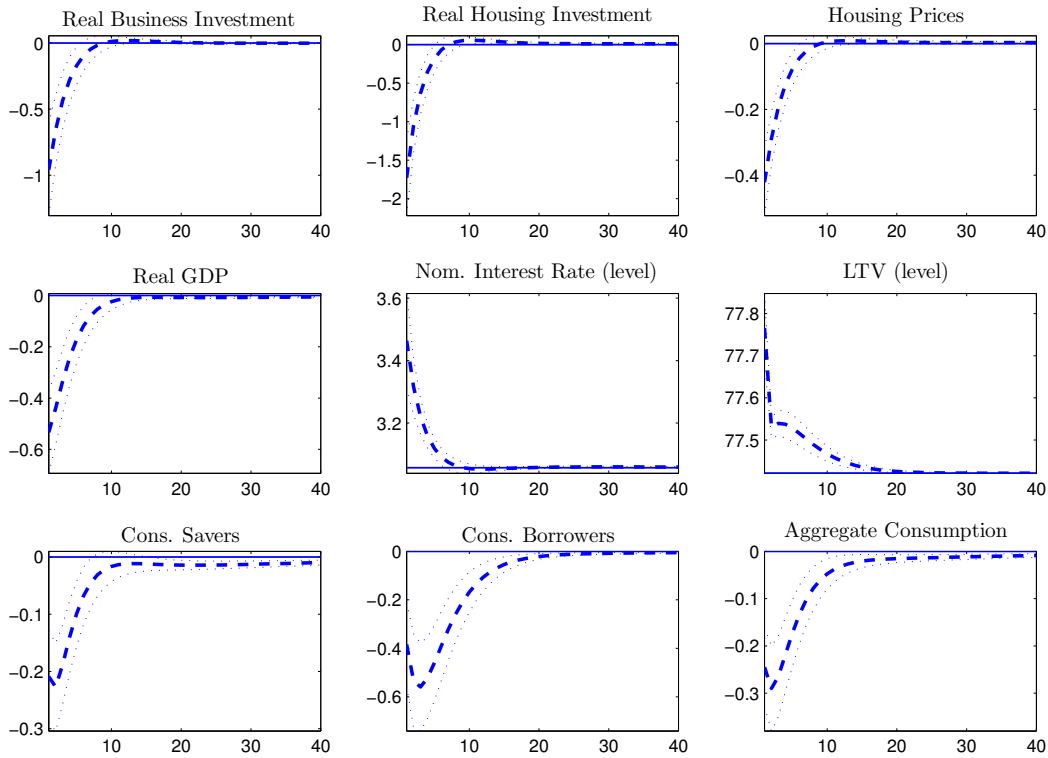 Real Business Investment
0
−0.5
−1
10 20 30 40
Real Housing Investment
0
−0.5
−1
−1.5
−2
10 20 30 40
Housing Prices
0
−0.2
−0.4
10 20 30 40
Real GDP
0
−0.2
−0.4
−0.6
10 20 30 40
Nom. Interest Rate (level)
3.6
3.4
3.2
10 20 30 40
LTV (level)
77.8
77.7
77.6
77.5
10 20 30 40
Cons. Savers
0
−0.1
−0.2
−0.3
10 20 30 40
Cons. Borrowers
0
−0.2
−0.4
−0.6
10 20 30 40
Aggregate Consumption
0
−0.1
−0.2
−0.3
10 20 30 40